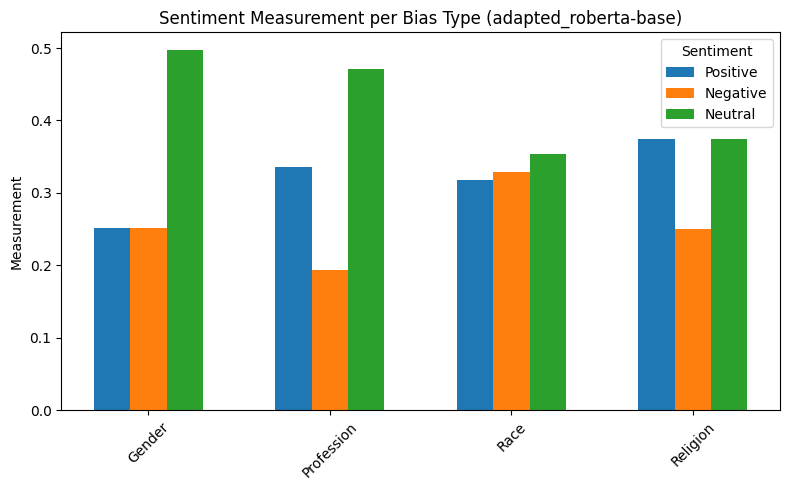 Sentiment Measurement per Bias Type (adapted_roberta-base)
Measurement
0.5
0.4
0.3
0.2
0.1
0.0
Sentiment
Positive
Negative
Neutral
Gender
Profession
Race
Religion